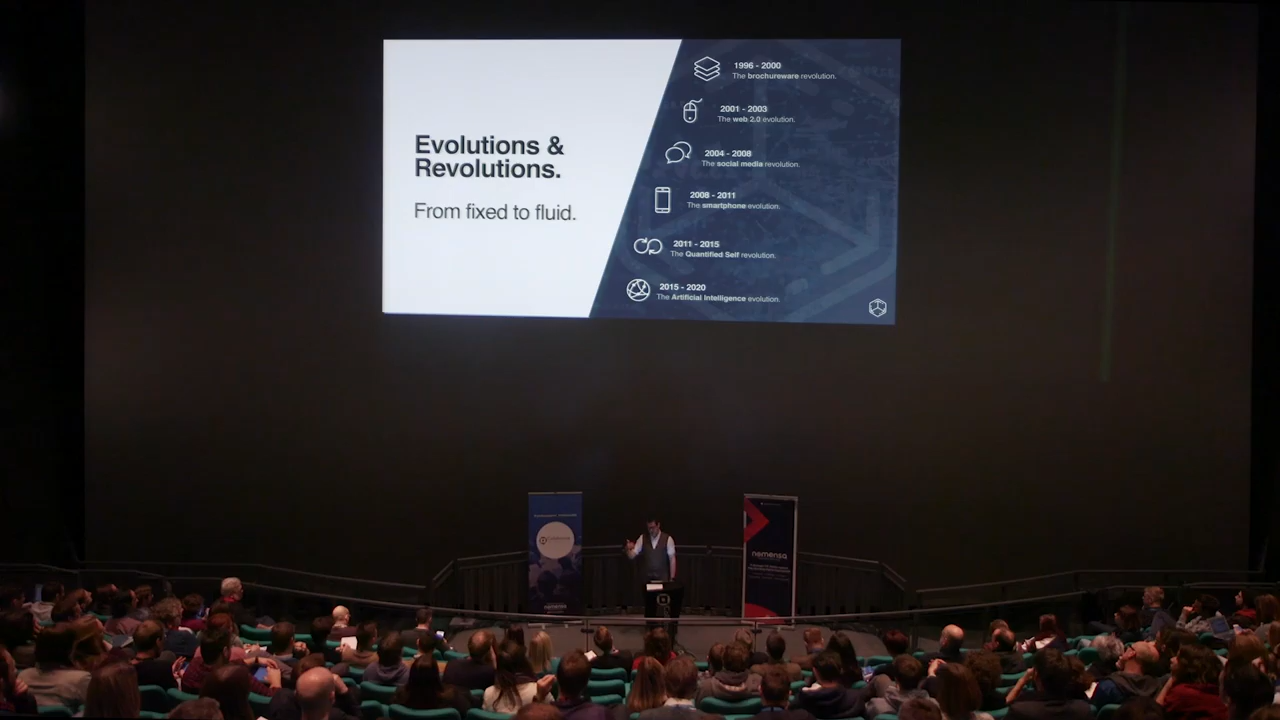 Evolutions &
Revolutions.
From fixed to fluid.
1996 - 2000
The brochureware revolution.
2001 - 2003
The web 2.0 evolution.
2004 - 2008
The social media revolution.
2008 - 2011
The smartphone evolution.
2011 - 2015
The Quantified Self revolution.
2015 - 2020
The Artificial Intelligence evolution.
nomensa